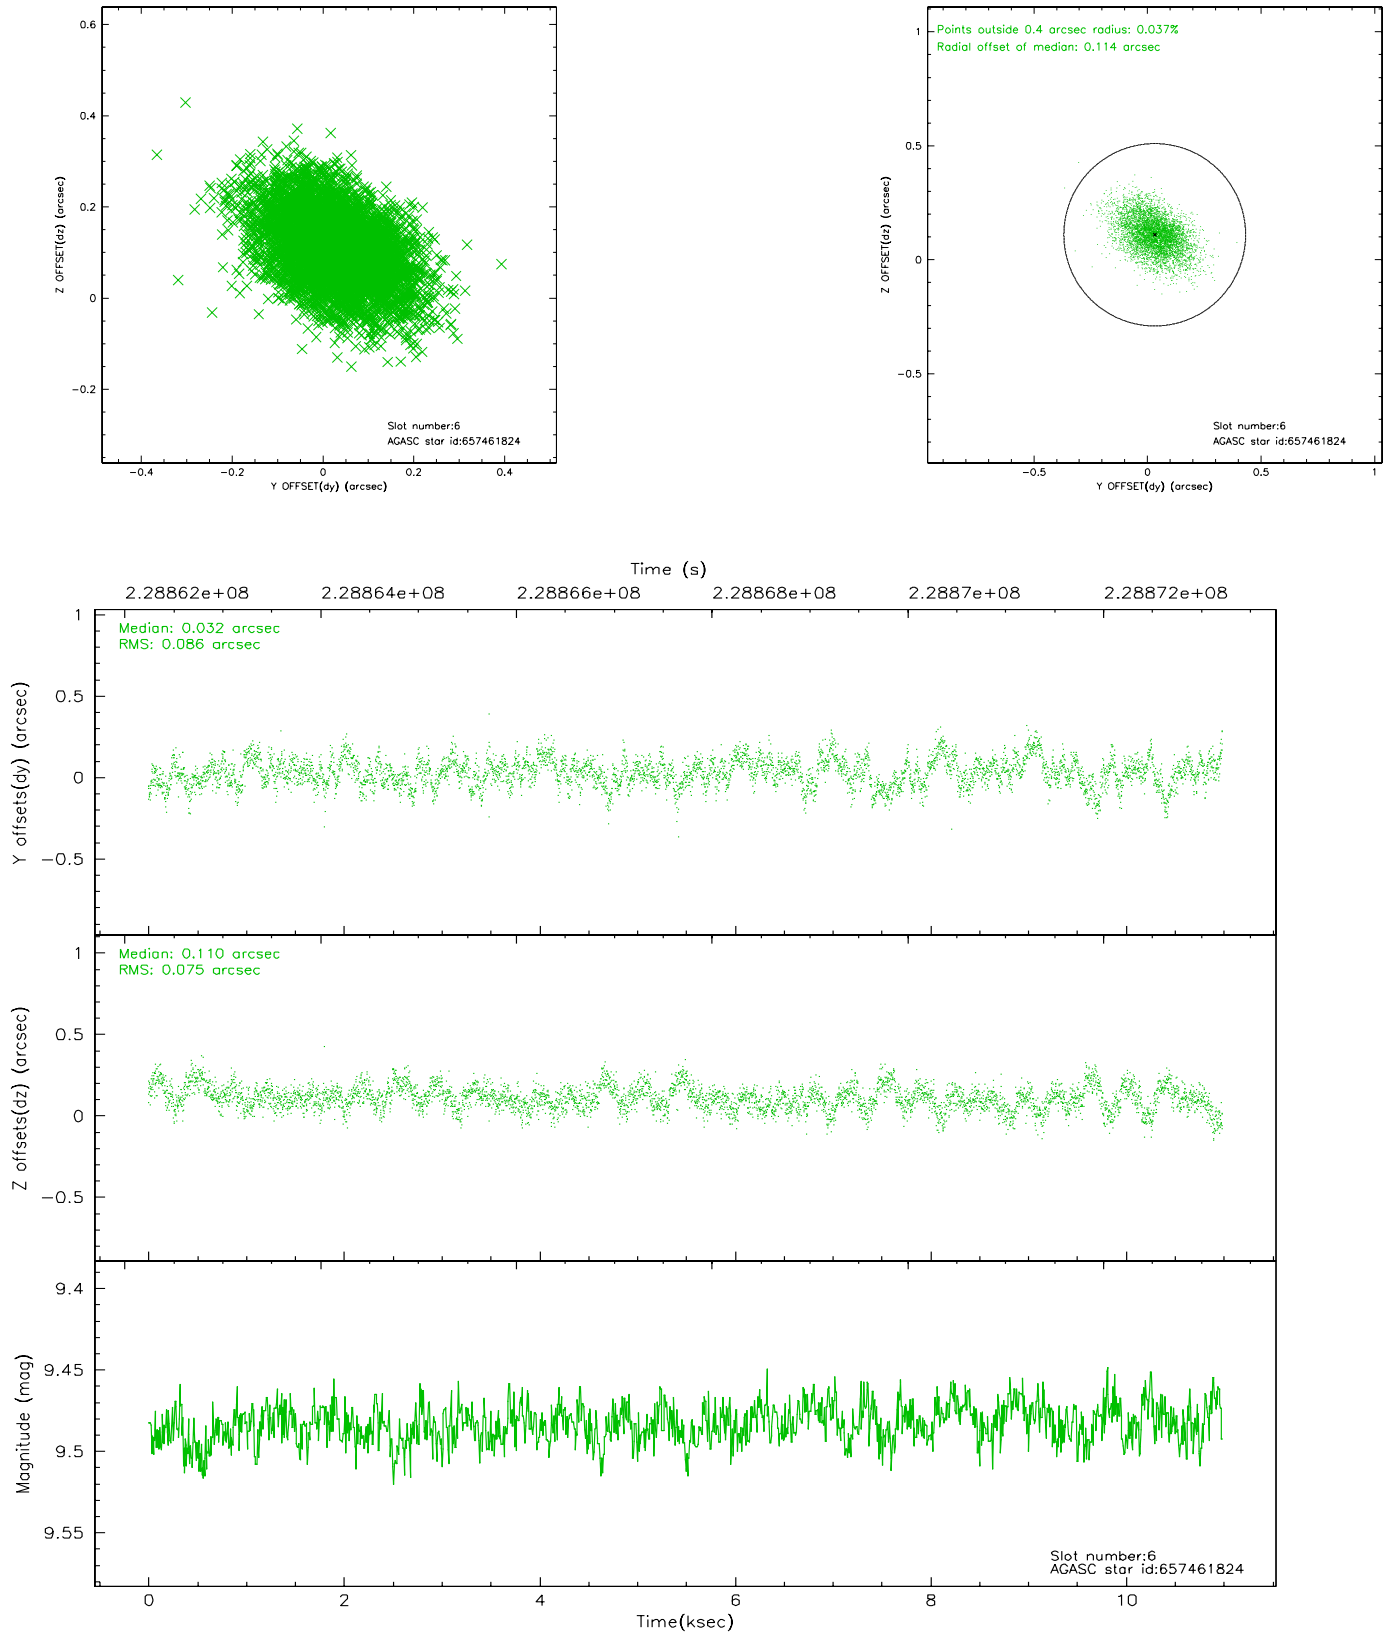 0.6
0.4
0.2
0
−0.2
Z OFFSET(dz) (arcsec)
Slot number:6
AGASC star id:657461824
−0.4
−0.2
0
0.2
0.4
Y OFFSET(dy) (arcsec)
Points outside 0.4 arcsec radius: 0.037%
Radial offset of median: 0.114 arcsec
1
0.5
0
−0.5
Z OFFSET(dz) (arcsec)
Slot number:6
AGASC star id:657461824
−0.5
0
0.5
1
Y OFFSET(dy) (arcsec)
Time (s)
2.28862e+08 2.28864e+08 2.28866e+08 2.28868e+08 2.2887e+08 2.28872e+08
Median: 0.032 arcsec
RMS: 0.086 arcsec
1
0.5
0
−0.5
Y offsets(dy) (arcsec)
Median: 0.110 arcsec
RMS: 0.075 arcsec
1
0.5
0
−0.5
Z offsets(dz) (arcsec)
9.4
9.45
9.5
9.55
Magnitude (mag)
Slot number:6
AGASC star id:657461824
0 2 4 6 8 10
Time(ksec)